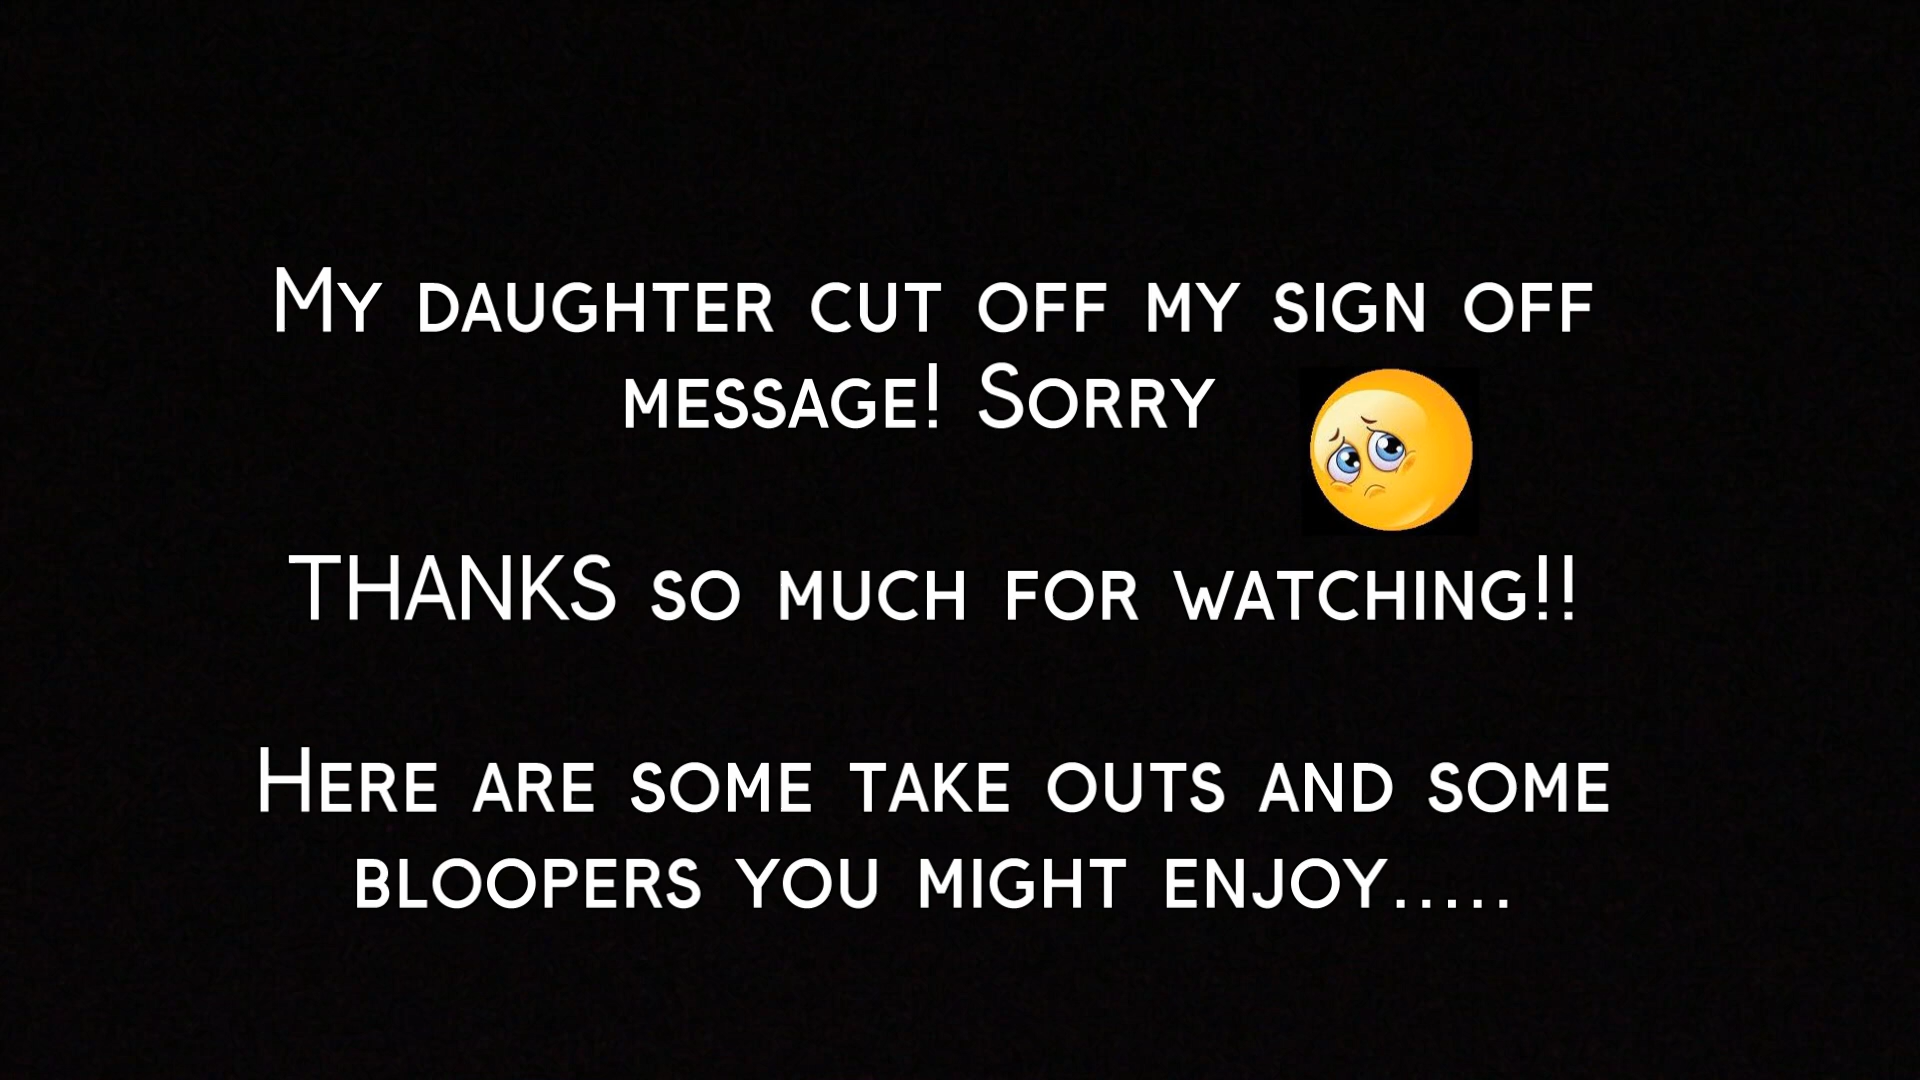 My daughter cut off my sign off
message! Sorry
THANKS so much for watching!!
Here are some take outs and some
bloopers you might enjoy.....